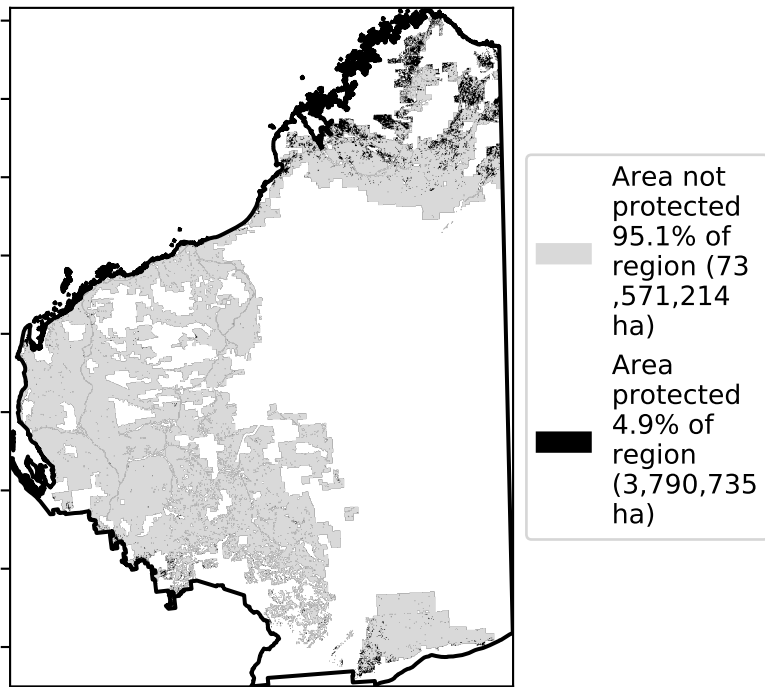 Area not
protected
95.1% of
region (73
,571,214
ha)
Area
protected
4.9% of
region
(3,790,735
ha)